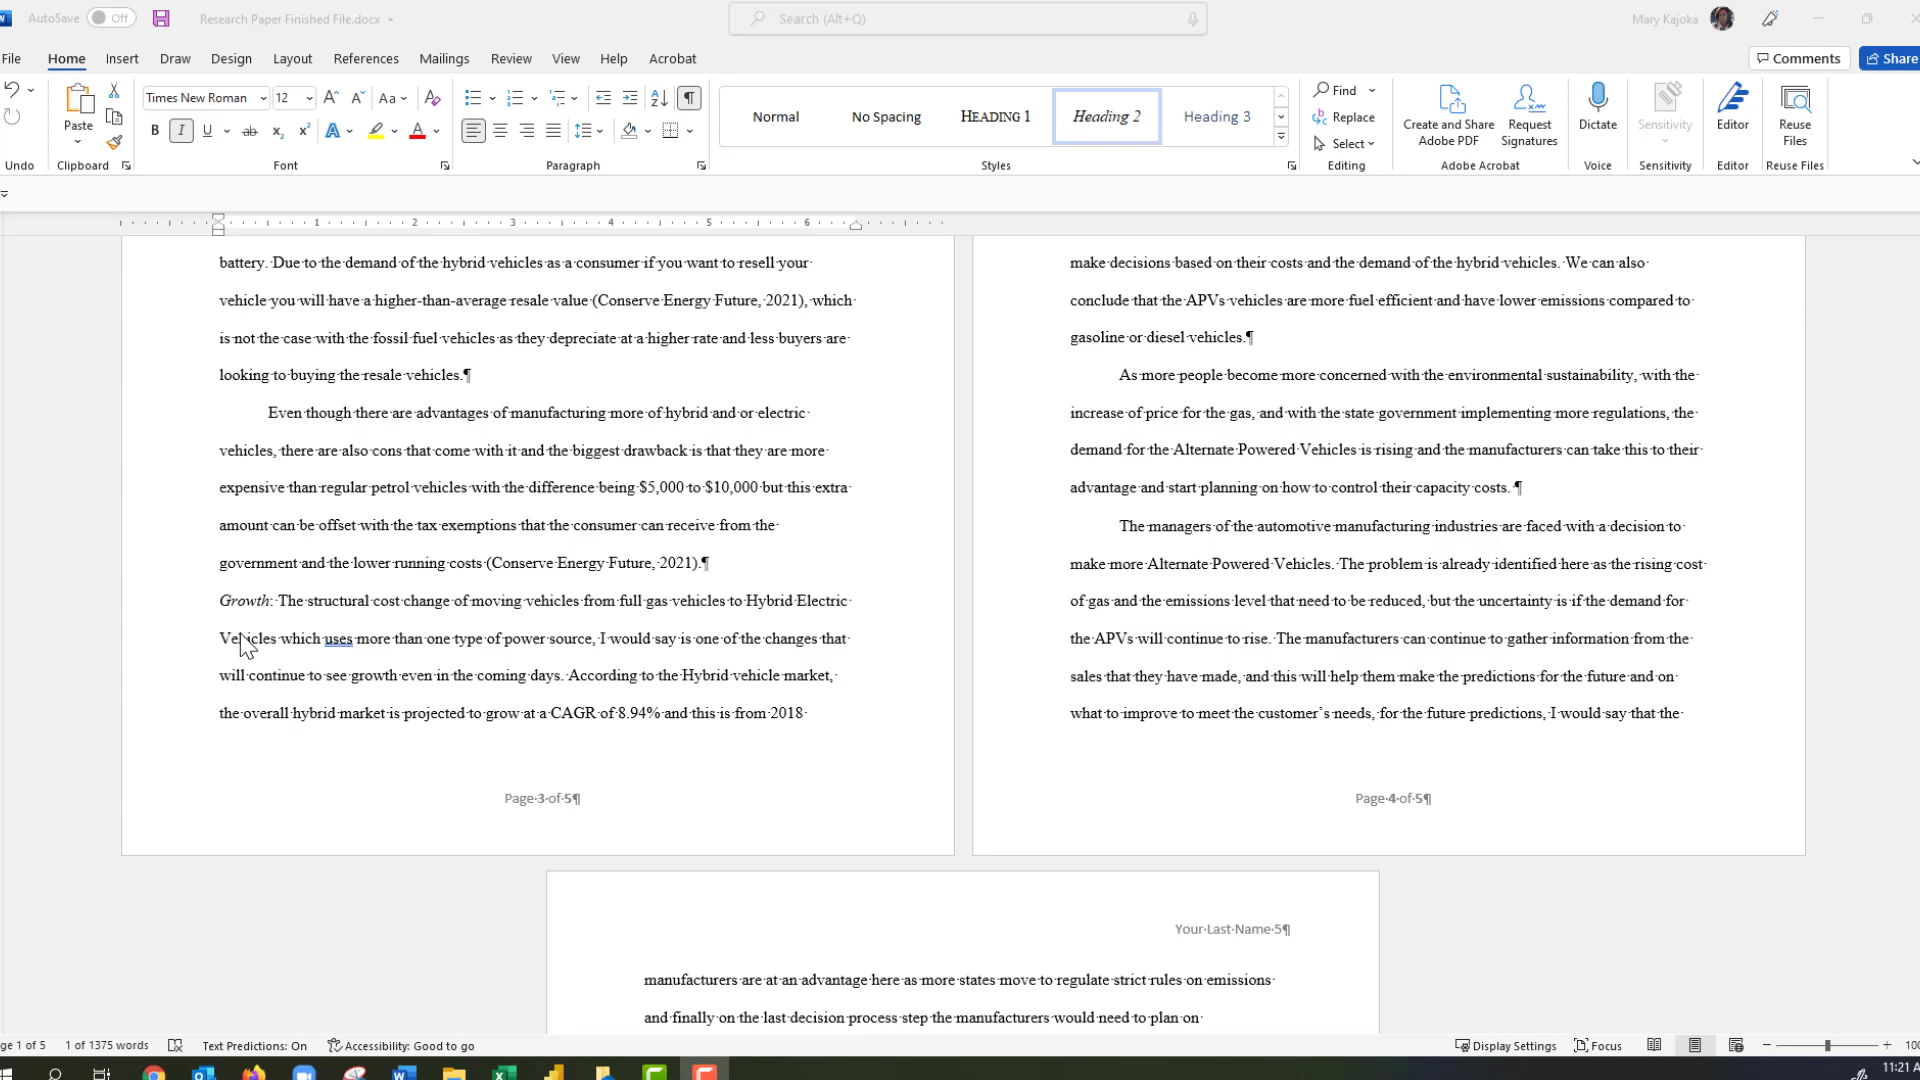 AutoSave Off Research Paper Finished File.docx Search (Alt+Q) Mary Kajoka
File Home Insert Draw Design Layout References Mailings Review View Help Acrobat Comments Share
Times New Roman 12 Aa
Paste
B I U ab x₂ x² A A
Normal No Spacing HEADING 1 Heading 2 Heading 3
Find
Replace
Select
Create and Share Adobe PDF
Request Signatures
Dictate
Sensitivity
Editor
Reuse Files
Undo Clipboard Font Paragraph Styles Editing Adobe Acrobat Voice Sensitivity Editor Reuse Files
1 2 3 4 5 6
battery. Due to the demand of the hybrid vehicles as a consumer if you want to resell your
vehicle you will have a higher-than-average resale value (Conserve Energy Future, 2021), which
is not the case with the fossil fuel vehicles as they depreciate at a higher rate and less buyers are
looking to buying the resale vehicles.¶
Even though there are advantages of manufacturing more of hybrid and or electric
vehicles, there are also cons that come with it and the biggest drawback is that they are more
expensive than regular petrol vehicles with the difference being $5,000 to $10,000 but this extra
amount can be offset with the tax exemptions that the consumer can receive from the
government and the lower running costs (Conserve Energy Future, 2021).¶
Growth: The structural cost change of moving vehicles from full gas vehicles to Hybrid Electric
Vehicles which uses more than one type of power source, I would say is one of the changes that
will continue to see growth even in the coming days. According to the Hybrid vehicle market,
the overall hybrid market is projected to grow at a CAGR of 8.94% and this is from 2018
Page 3 of 5¶
make decisions based on their costs and the demand of the hybrid vehicles. We can also
conclude that the APVs vehicles are more fuel efficient and have lower emissions compared to
gasoline or diesel vehicles.¶
As more people become more concerned with the environmental sustainability, with the
increase of price for the gas, and with the state government implementing more regulations, the
demand for the Alternate Powered Vehicles is rising and the manufacturers can take this to their
advantage and start planning on how to control their capacity costs. ¶
The managers of the automotive manufacturing industries are faced with a decision to
make more Alternate Powered Vehicles. The problem is already identified here as the rising cost
of gas and the emissions level that need to be reduced, but the uncertainty is if the demand for
the APVs will continue to rise. The manufacturers can continue to gather information from the
sales that they have made, and this will help them make the predictions for the future and on
what to improve to meet the customer's needs, for the future predictions, I would say that the
Page 4 of 5¶
Your Last Name 5¶
manufacturers are at an advantage here as more states move to regulate strict rules on emissions
and finally on the last decision process step the manufacturers would need to plan on
ge 1 of 5 1 of 1375 words Text Predictions: On Accessibility: Good to go Display Settings Focus 100
11:21 A